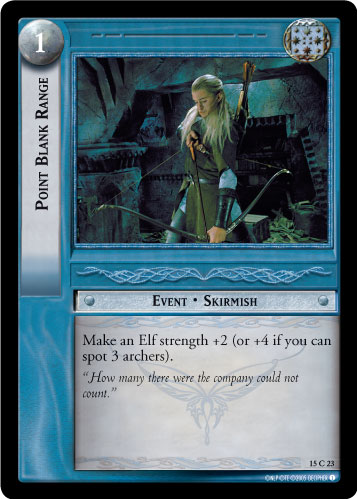 1
POINT BLANK RANGE
EVENT • SKIRMISH
Make an Elf strength +2 (or +4 if you can
spot 3 archers).
"How many there were the company could not
count."
15 C 23